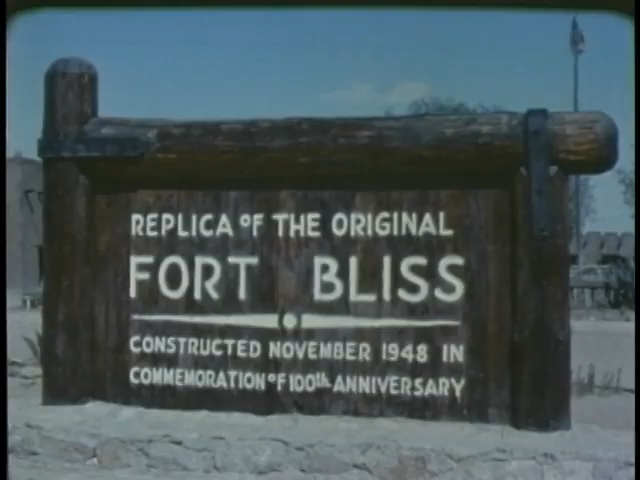 REPLICA OF THE ORIGINAL
FORT BLISS
CONSTRUCTED NOVEMBER 1948 IN
COMMEMORATION OF 100th ANNIVERSARY